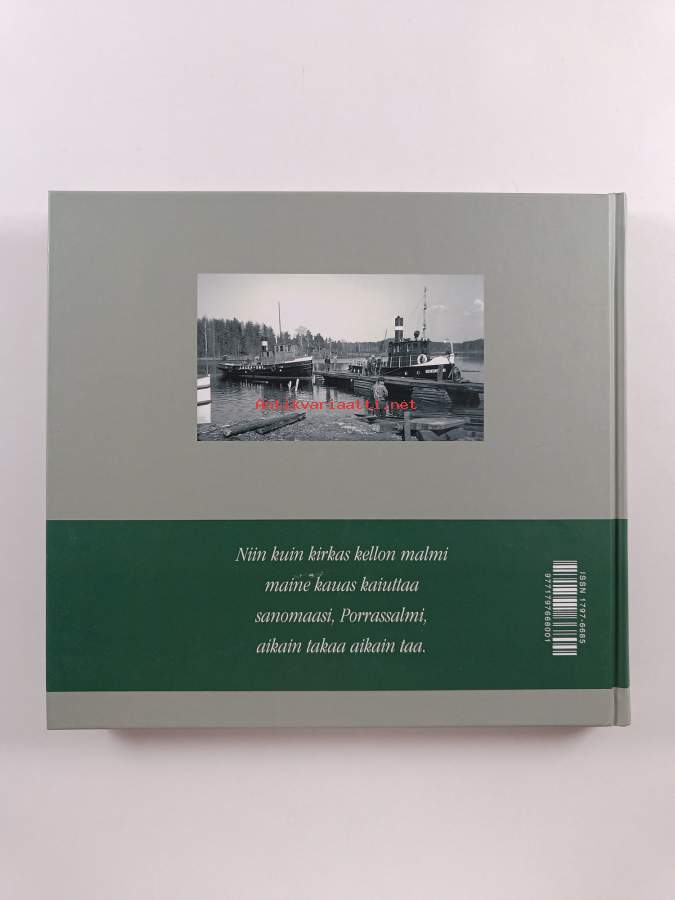 Antikvariaatti.net
Niin kuin kirkas kellon malmi
maine kauas kaiuttaa
sanomaasi, Porrassalmi,
aikain takaa aikain taa.
ISSN 1797-6685
9771797668001